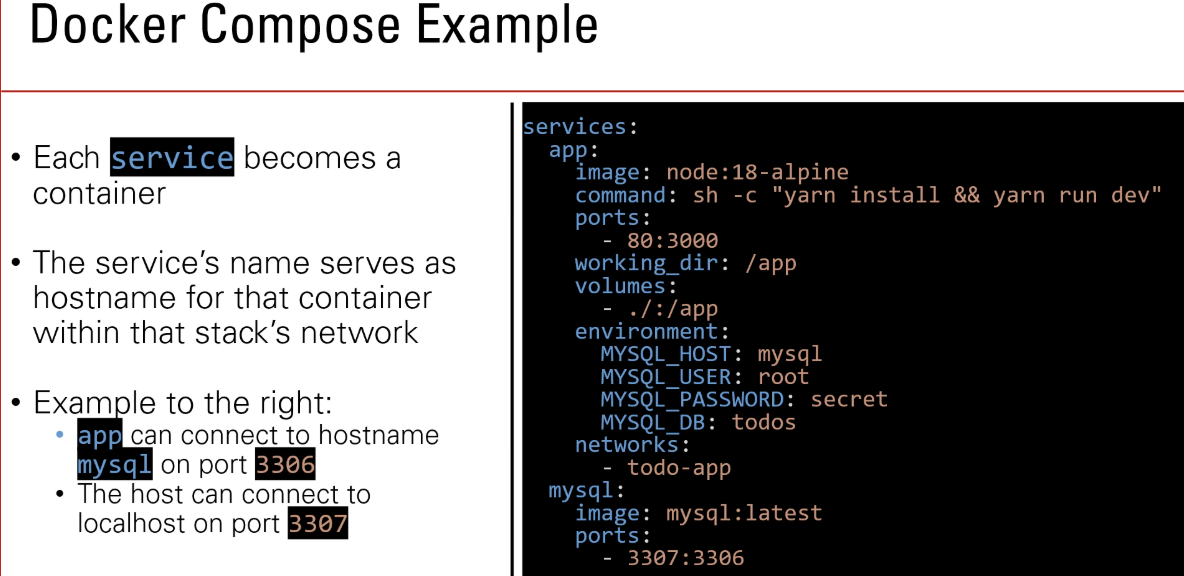 Docker Compose Example
• Each service becomes a
container
• The service’s name serves as
hostname for that container
within that stack’s network
• Example to the right:
• app can connect to hostname
mysql on port 3306
• The host can connect to
localhost on port 3307
services:
  app:
    image: node:18-alpine
    command: sh -c "yarn install && yarn run dev"
    ports:
      - 80:3000
    working_dir: /app
    volumes:
      - ./:/app
    environment:
      MYSQL_HOST: mysql
      MYSQL_USER: root
      MYSQL_PASSWORD: secret
      MYSQL_DB: todos
    networks:
      - todo-app
  mysql:
    image: mysql:latest
    ports:
      - 3307:3306